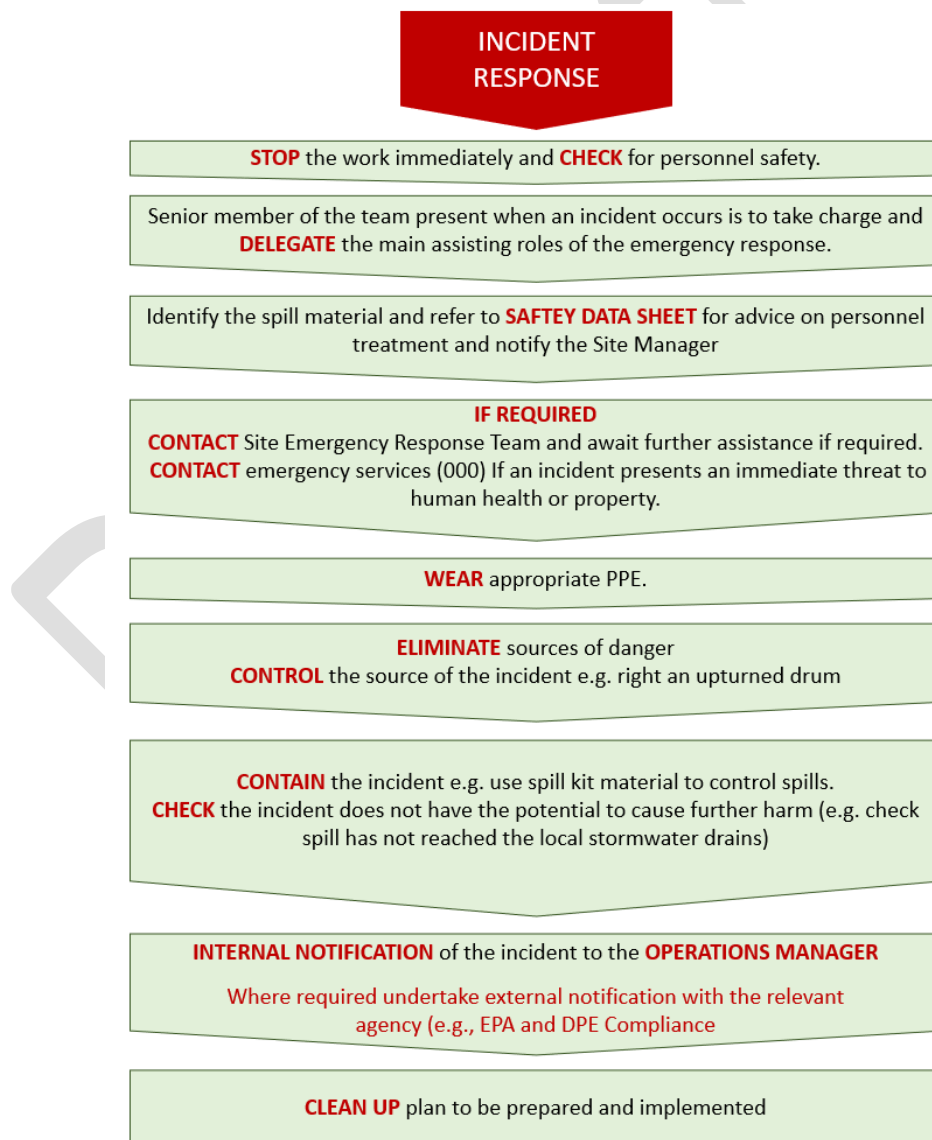 INCIDENT
RESPONSE
STOP the work immediately and CHECK for personnel safety.
Senior member of the team present when an incident occurs is to take charge and
DELEGATE the main assisting roles of the emergency response.
Identify the spill material and refer to SAFTEY DATA SHEET for advice on personnel
treatment and notify the Site Manager
IF REQUIRED
CONTACT Site Emergency Response Team and await further assistance if required.
CONTACT emergency services (000) If an incident presents an immediate threat to
human health or property.
WEAR appropriate PPE.
ELIMINATE sources of danger
CONTROL the source of the incident e.g. right an upturned drum
CONTAIN the incident e.g. use spill kit material to control spills.
CHECK the incident does not have the potential to cause further harm (e.g. check
spill has not reached the local stormwater drains)
INTERNAL NOTIFICATION of the incident to the OPERATIONS MANAGER
Where required undertake external notification with the relevant
agency (e.g., EPA and DPE Compliance
CLEAN UP plan to be prepared and implemented